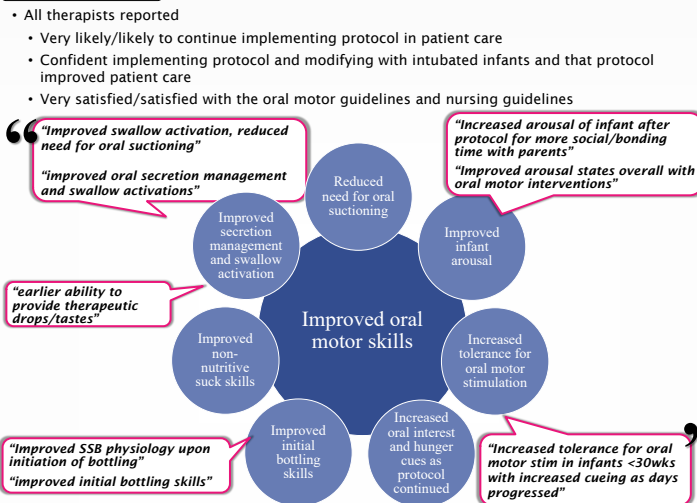 • All therapists reported
• Very likely/likely to continue implementing protocol in patient care
• Confident implementing protocol and modifying with intubated infants and that protocol
improved patient care
• Very satisfied/satisfied with the oral motor guidelines and nursing guidelines
“
“Improved swallow activation, reduced
need for oral suctioning”
“improved oral secretion management
and swallow activations”
“Increased arousal of infant after
protocol for more social/bonding
time with parents”
“Improved arousal states overall with
oral motor interventions”
Reduced
need for oral
suctioning
Improved
secretion
management
and swallow
activation
Improved
infant
arousal
“earlier ability to
provide therapeutic
drops/tastes”
Improved oral
motor skills
Improved
non-
nutritive
suck skills
Increased
tolerance for
oral motor
stimulation
Improved
initial
bottling
skills
Increased
oral interest
and hunger
cues as
protocol
continued
“Improved SSB physiology upon
initiation of bottling”
“improved initial bottling skills”
“Increased tolerance for oral
motor stim in infants <30wks
with increased cueing as days
progressed”